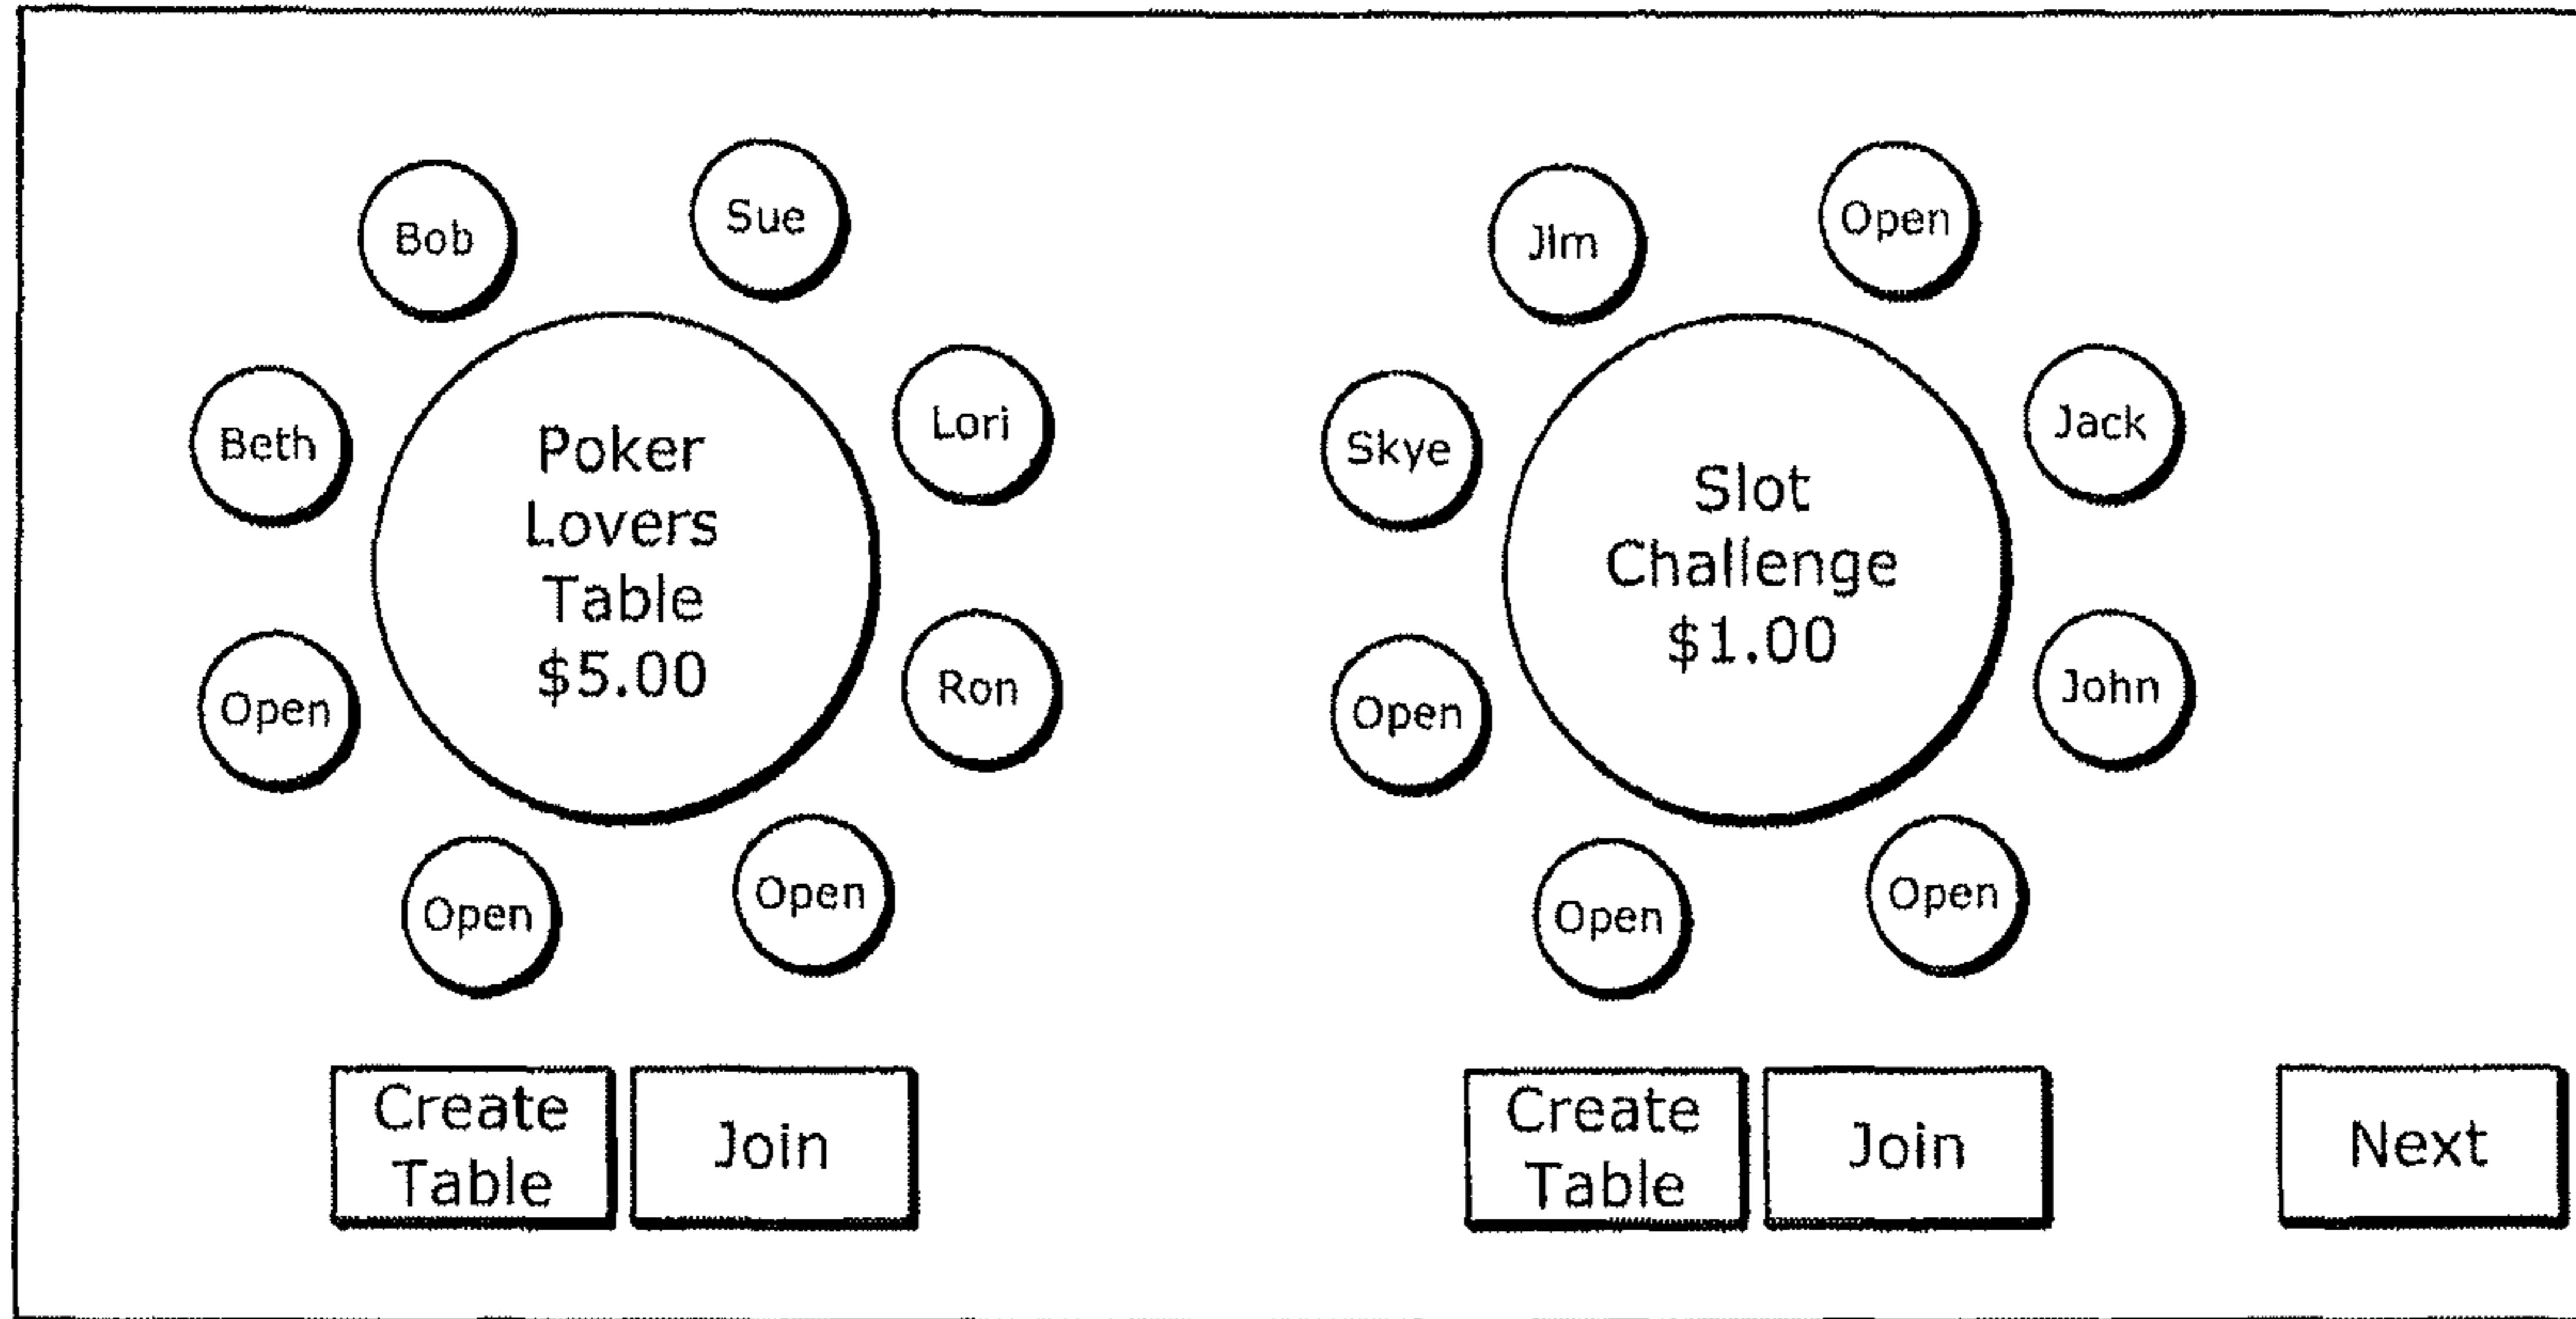 Bob
Sue
Beth
Lori
Poker
Lovers
Table
$5.00
Open
Ron
Open
Open
Create
Table
Join
Jim
Open
Skye
Jack
Slot
Challenge
$1.00
Open
John
Open
Open
Create
Table
Join
Next